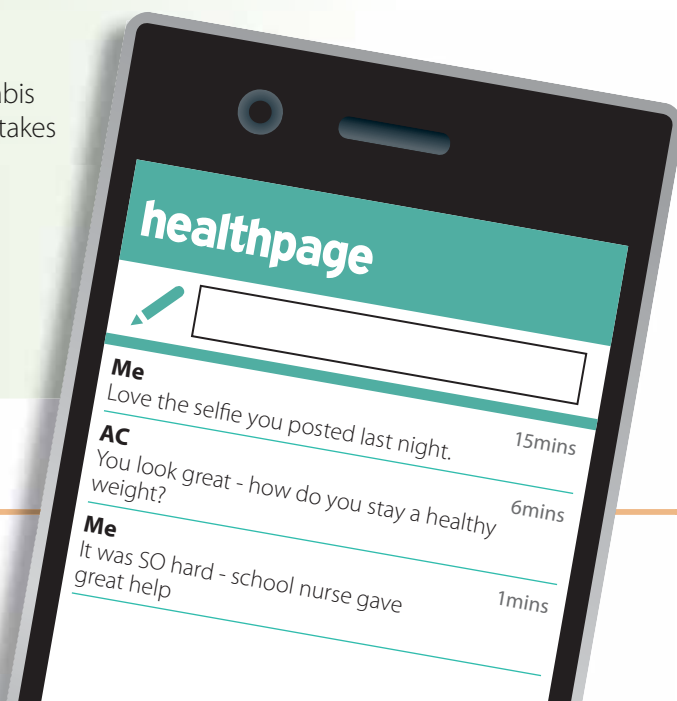 takes
healthpage
Me
Love the selfie you posted last night.
15mins
AC
You look great - how do you stay a healthy
weight?
6mins
Me
It was SO hard - school nurse gave
great help
1mins